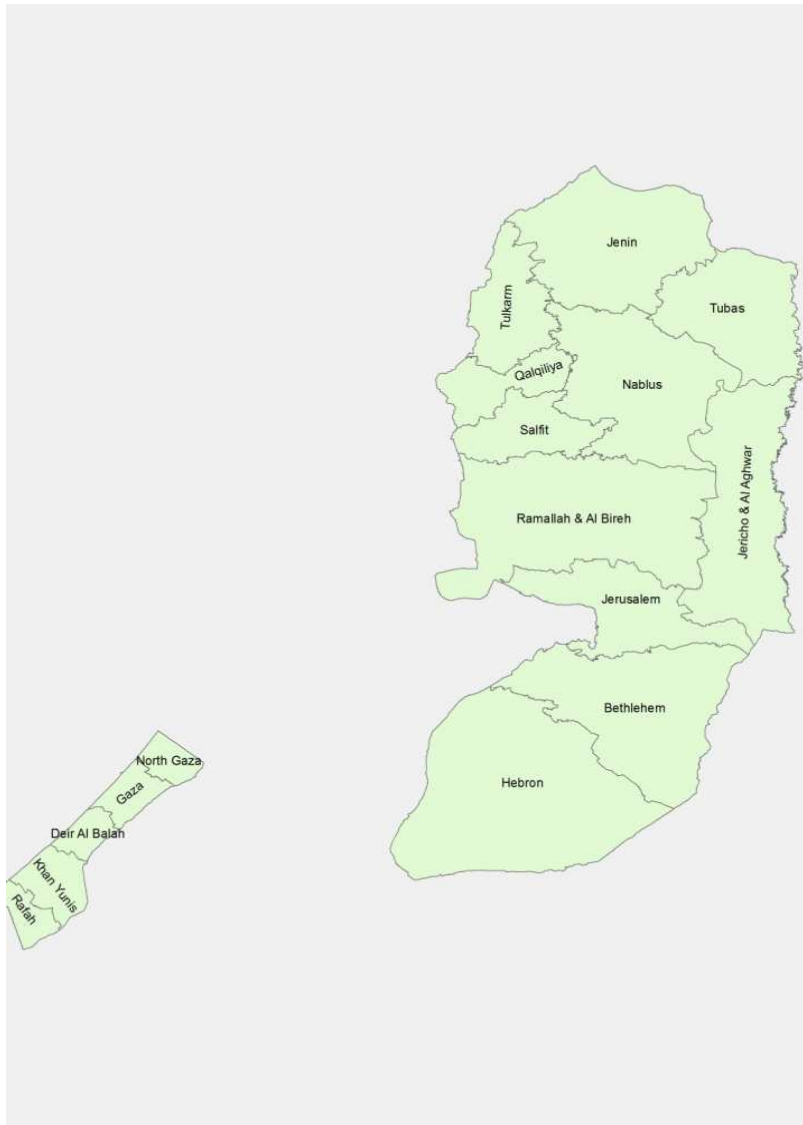 Jenin
Tulkarm
Tubas
Qalqiliya
Nablus
Salfit
Jericho & Al Aghwar
Ramallah & Al Bireh
Jerusalem
Bethlehem
Hebron
North Gaza
Gaza
Deir Al Balah
Khan Yunis
Rafah